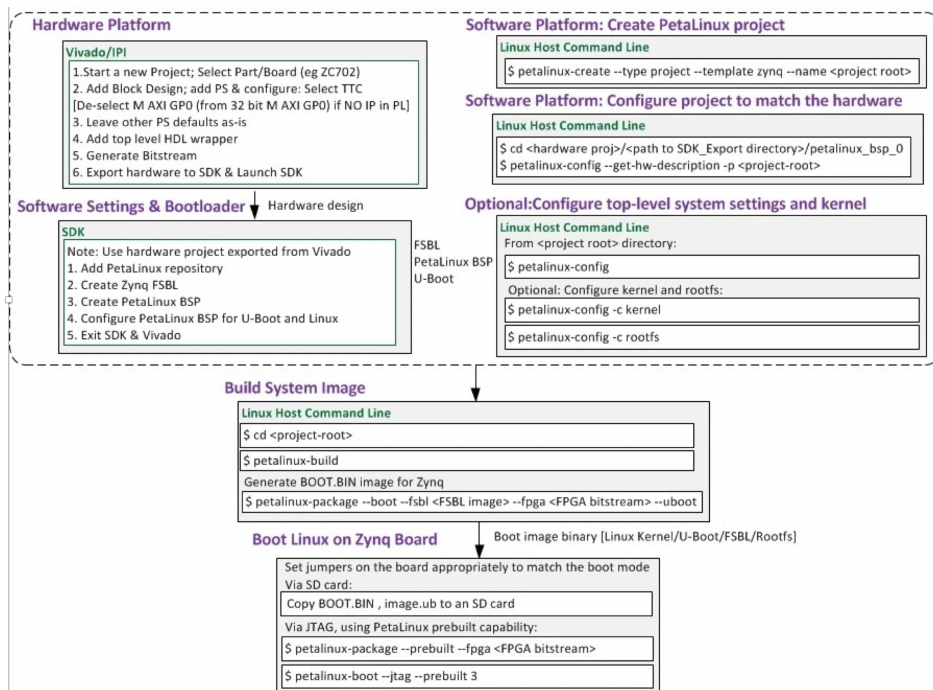 Hardware Platform
Vivado/IPI
1.Start a new Project; Select Part/Board (eg ZC702)
2. Add Block Design; add PS & configure: Select TTC
[De-select M AXI GP0 (from 32 bit M AXI GP0) if NO IP in PL]
3. Leave other PS defaults as-is
4. Add top level HDL wrapper
5. Generate Bitstream
6. Export hardware to SDK & Launch SDK
Software Settings & Bootloader
Hardware design
SDK
Note: Use hardware project exported from Vivado
1. Add PetaLinux repository
2. Create Zynq FSBL
3. Create PetaLinux BSP
4. Configure PetaLinux BSP for U-Boot and Linux
5. Exit SDK & Vivado
FSBL
PetaLinux BSP
U-Boot
Software Platform: Create PetaLinux project
Linux Host Command Line
$ petalinux-create --type project --template zynq --name <project root>
Software Platform: Configure project to match the hardware
Linux Host Command Line
$ cd <hardware proj>/<path to SDK_Export directory>/petalinux_bsp_0
$ petalinux-config --get-hw-description -p <project-root>
Optional:Configure top-level system settings and kernel
Linux Host Command Line
From <project root> directory:
$ petalinux-config
Optional: Configure kernel and rootfs:
$ petalinux-config -c kernel
$ petalinux-config -c rootfs
Build System Image
Linux Host Command Line
$ cd <project-root>
$ petalinux-build
Generate BOOT.BIN image for Zynq
$ petalinux-package --boot --fsbl <FSBL image> --fpga <FPGA bitstream> --uboot
Boot Linux on Zynq Board
Boot image binary [Linux Kernel/U-Boot/FSBL/Rootfs]
Set jumpers on the board appropriately to match the boot mode
Via SD card:
Copy BOOT.BIN , image.ub to an SD card
Via JTAG, using PetaLinux prebuilt capability:
$ petalinux-package --prebuilt --fpga <FPGA bitstream>
$ petalinux-boot --jtag --prebuilt 3